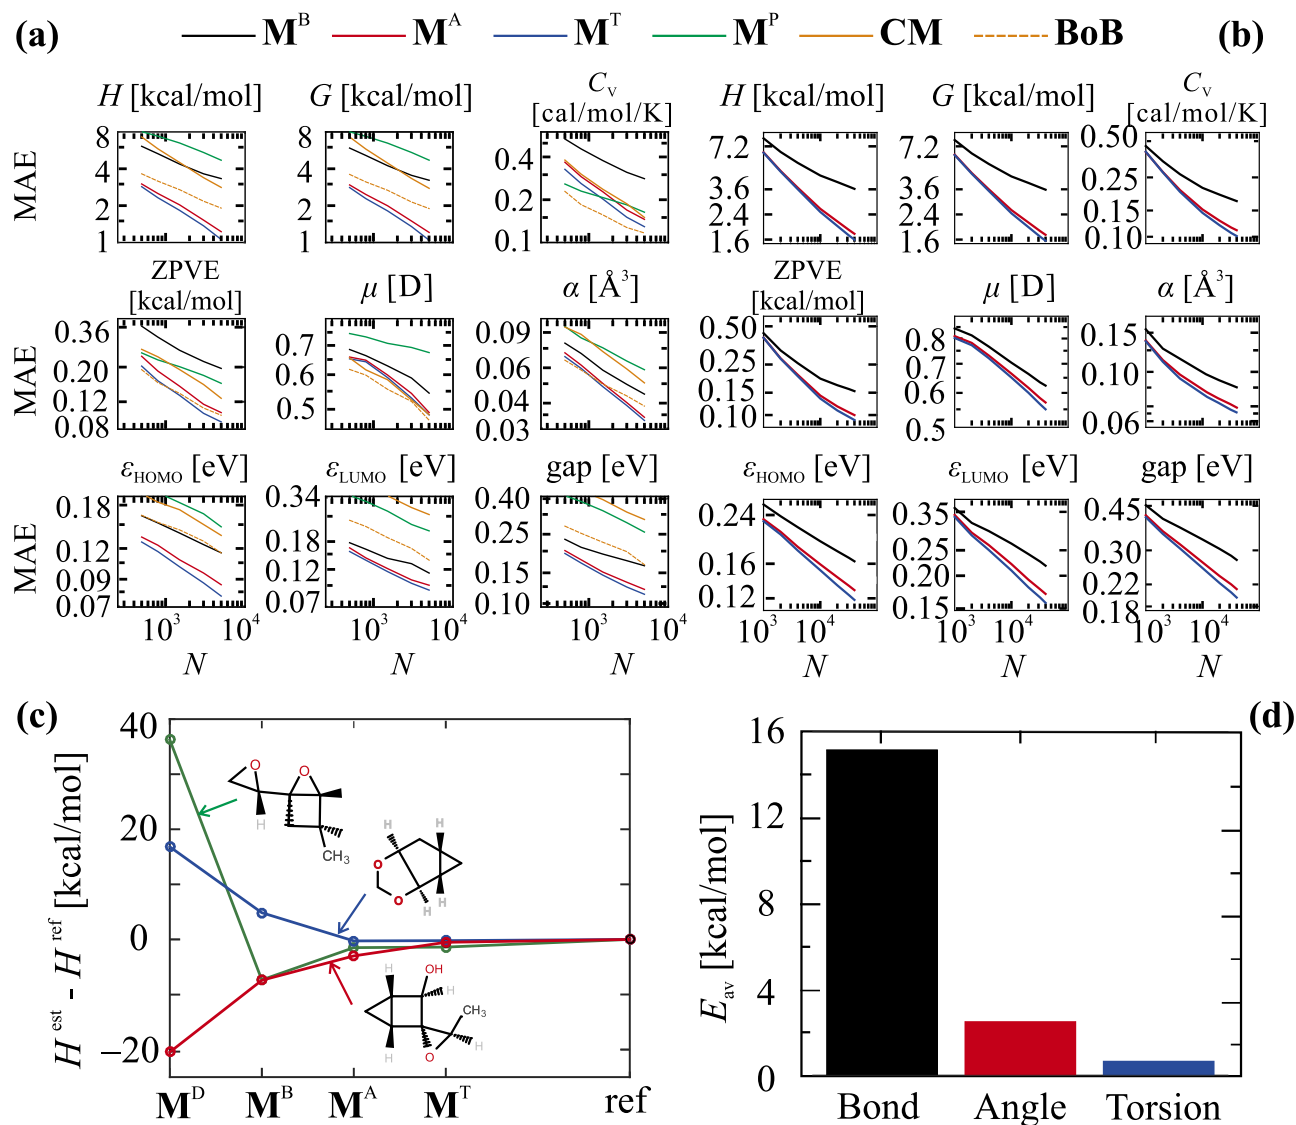 (a) M^B M^A M^T M^P CM BoB (b)
H [kcal/mol] G [kcal/mol] C_V [cal/mol/K] H [kcal/mol] G [kcal/mol] C_V [cal/mol/K]
MAE
8 4 2 1
8 4 2 1
0.4 0.2 0.1
7.2 3.6 2.4 1.6
7.2 3.6 2.4 1.6
0.50 0.25 0.15 0.10
ZPVE [kcal/mol] μ [D] α [Å^3] ZPVE [kcal/mol] μ [D] α [Å^3]
MAE
0.36 0.20 0.12 0.08
0.7 0.6 0.5
0.09 0.06 0.04 0.03
0.50 0.25 0.15 0.10
0.8 0.7 0.6 0.5
0.15 0.10 0.06
ε_HOMO [eV] ε_LUMO [eV] gap [eV] ε_HOMO [eV] ε_LUMO [eV] gap [eV]
MAE
0.18 0.12 0.09 0.07
0.34 0.18 0.12 0.07
0.40 0.25 0.15 0.10
0.24 0.16 0.12
0.35 0.25 0.20 0.15
0.45 0.30 0.22 0.18
10^3 10^4 10^3 10^4 10^3 10^4 10^3 10^4 10^3 10^4 10^3 10^4
N N N N N N
(c)
H^est - H^ref [kcal/mol]
40
20
0
−20
O O
H
CH3
H
O
O
H H
H OH
H
CH3
H O H
M^D M^B M^A M^T ref
(d)
E_av [kcal/mol]
16
12
8
4
0
Bond Angle Torsion